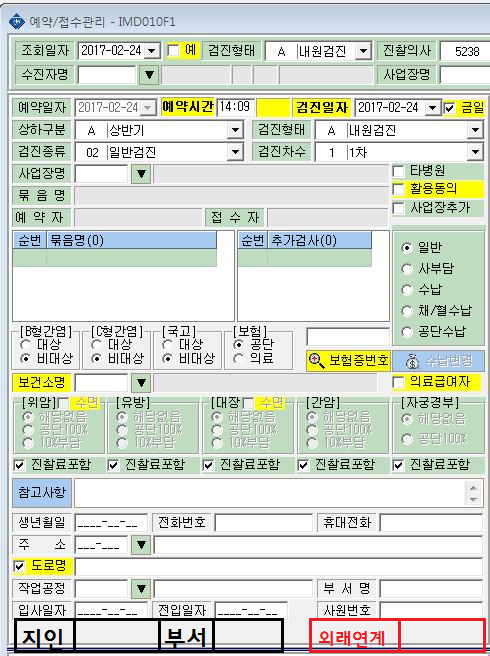 예약/접수관리 - IMD010F1
조회일자 2017-02-24 예 검진형태 A 내원검진 진찰의사 5238
수진자명 사업장명
예약일자 2017-02-24 예약시간 14:09 검진일자 2017-02-24 금일
상하구분 A 상반기 검진형태 A 내원검진
검진종류 02 일반검진 검진차수 1 1차
사업장명 타병원
묶 음 명 활용동의
예 약 자 접 수 자 사업장추가
순번 묶음명(0) 순번 추가검사(0)
일반
사부담
수납
채/혈수납
공단수납
[B형간염] [C형간염] [국고] [보험]
대상 대상 대상 공단
비대상 비대상 비대상 의료 보험증번호 수납변경
보건소명 의료급여자
[위암] 수면 [유방] [대장] 수면 [간암] [자궁경부]
해당없음 해당없음 해당없음 해당없음 해당없음
공단100% 공단100% 공단100% 공단100% 공단100%
10%부담 10%부담 10%부담 10%부담
진찰료포함 진찰료포함 진찰료포함 진찰료포함 진찰료포함
참고사항
생년월일 ____-__-__ 전화번호 휴대전화
주 소 ___-___
도로명
작업공정 부 서 명
입사일자 ____-__-__ 전입일자 ____-__-__ 사원번호
지인 부서 외래연계